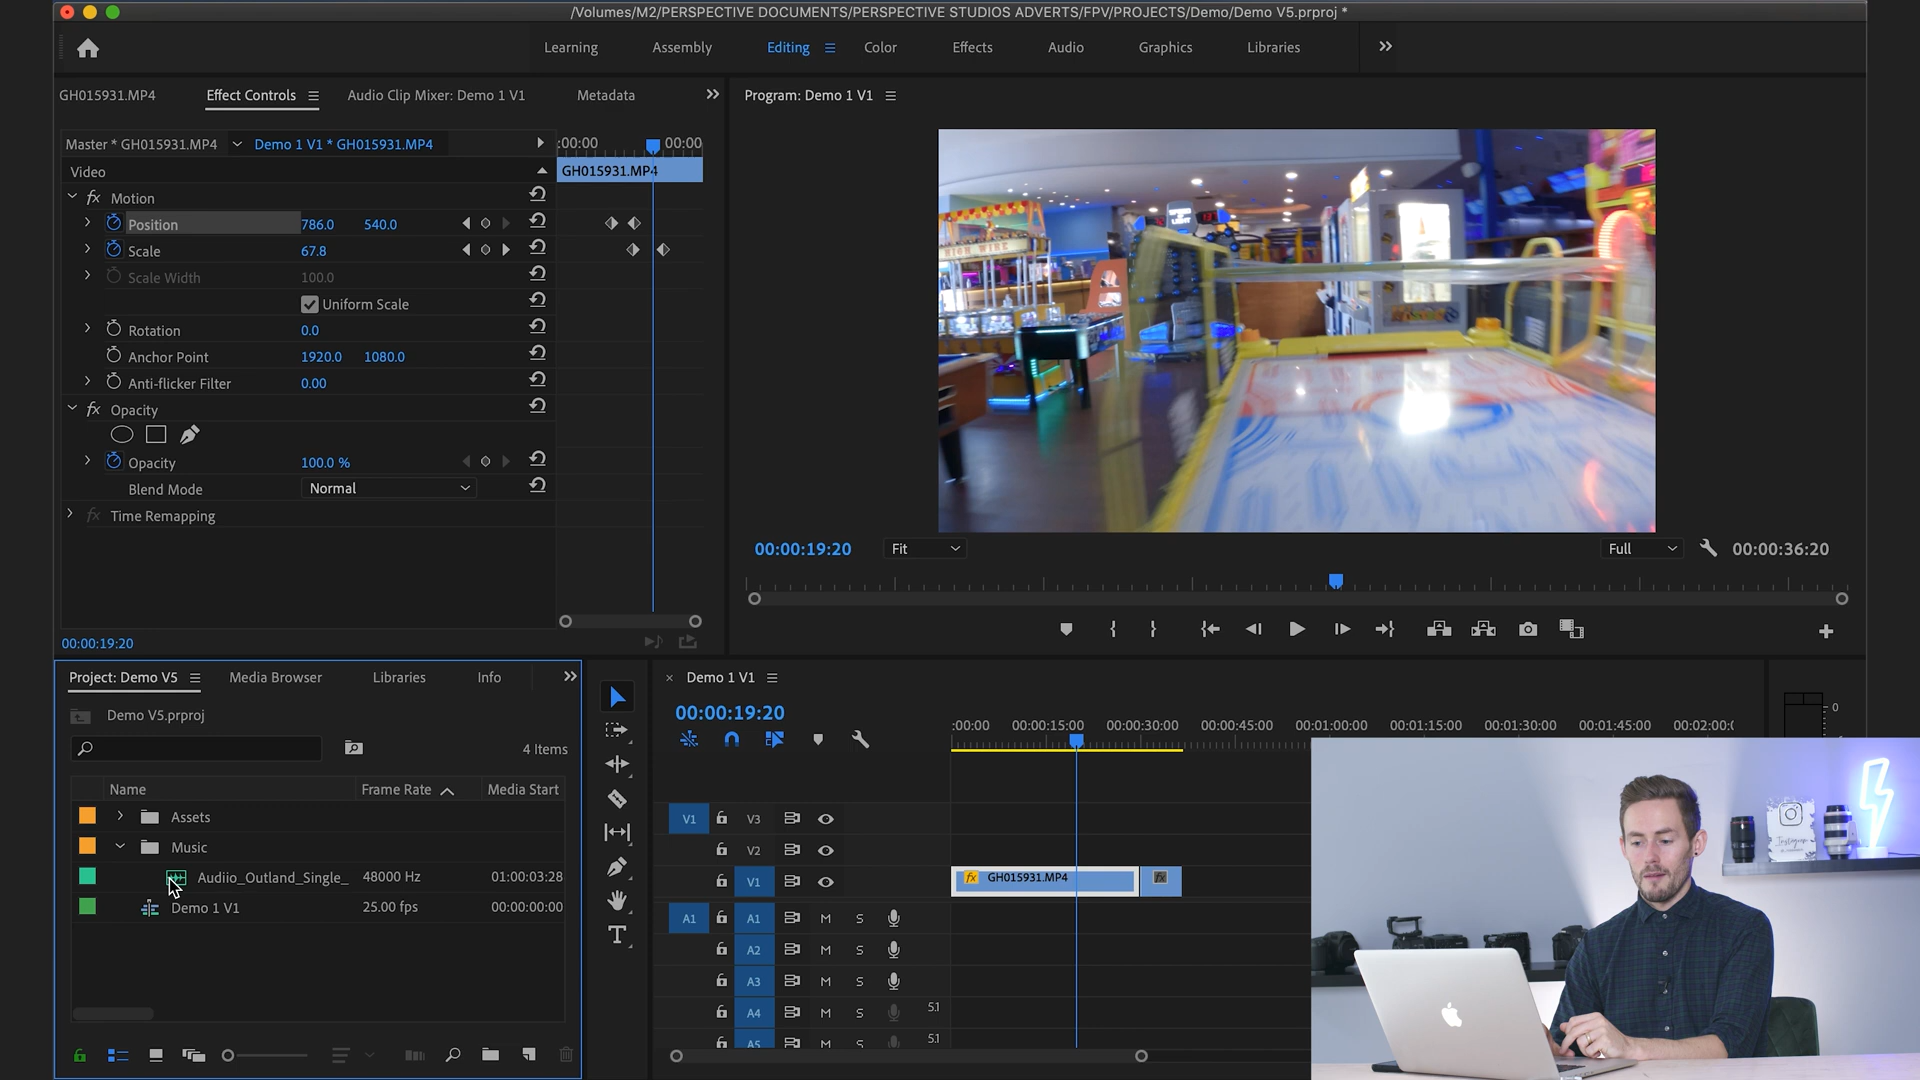 /Volumes/M2/PERSPECTIVE DOCUMENTS/PERSPECTIVE STUDIOS ADVERTS/FPV/PROJECTS/Demo/Demo V5.prproj *
Learning Assembly Editing Color Effects Audio Graphics Libraries
GH015931.MP4 Effect Controls Audio Clip Mixer: Demo 1 V1 Metadata
Master * GH015931.MP4 Demo 1 V1 * GH015931.MP4 :00:00 00:00
Video GH015931.MP4
fx Motion
Position 786.0 540.0
Scale 67.8
Scale Width 100.0
Uniform Scale
Rotation 0.0
Anchor Point 1920.0 1080.0
Anti-flicker Filter 0.00
fx Opacity
Opacity 100.0 %
Blend Mode Normal
fx Time Remapping
00:00:19:20
Program: Demo 1 V1
HIGH WIRE
00:00:19:20 Fit Full 00:00:36:20
Project: Demo V5 Media Browser Libraries Info
Demo V5.prproj
4 Items
Name Frame Rate Media Start
Assets
Music
Audiio_Outland_Single_ 48000 Hz 01:00:03:28
Demo 1 V1 25.00 fps 00:00:00:00
T
× Demo 1 V1
00:00:19:20
:00:00 00:00:15:00 00:00:30:00 00:00:45:00 00:01:00:00 00:01:15:00 00:01:30:00 00:01:45:00 00:02:00:0
0
V1 V3
V2
V1 fx GH015931.MP4 fx
A1 A1 M S
A2 M S
A3 M S
A4 M S 5.1
A5 M S 5.1
Instagram